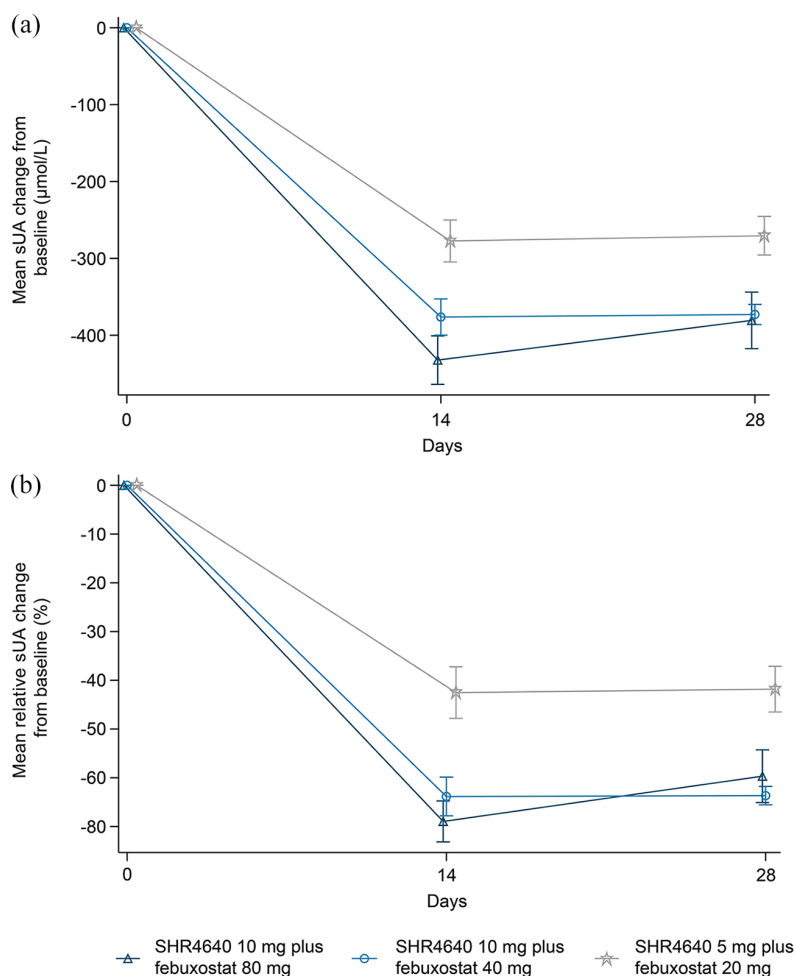 (a)
Mean sUA change from
baseline (µmol/L)
0
-100
-200
-300
-400
0
14
28
Days
(b)
Mean relative sUA change
from baseline (%)
0
-10
-20
-30
-40
-50
-60
-80
0
14
28
Days
SHR4640 10 mg plus
febuxostat 80 mg
SHR4640 10 mg plus
febuxostat 40 mg
SHR4640 5 mg plus
febuxostat 20 mg